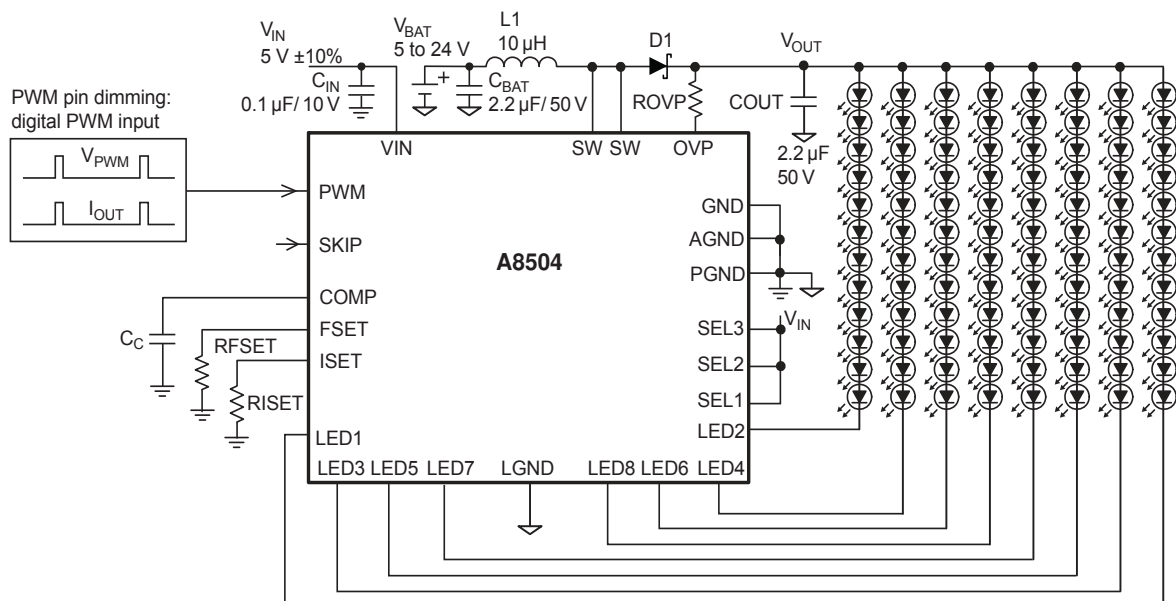 L1
V_IN
V_BAT
10 µH
D1
V_OUT
5 V ±10%
5 to 24 V
C_IN
+
C_BAT
ROVP
COUT
0.1 µF/ 10 V
2.2 µF/ 50 V
PWM pin dimming:
digital PWM input
2.2 µF
50 V
V_PWM
I_OUT
VIN
SW SW
OVP
PWM
GND
SKIP
AGND
A8504
PGND
COMP
C_C
V_IN
FSET
SEL3
RFSET
ISET
SEL2
RISET
SEL1
LED1
LED2
LED3 LED5 LED7
LGND
LED8 LED6 LED4